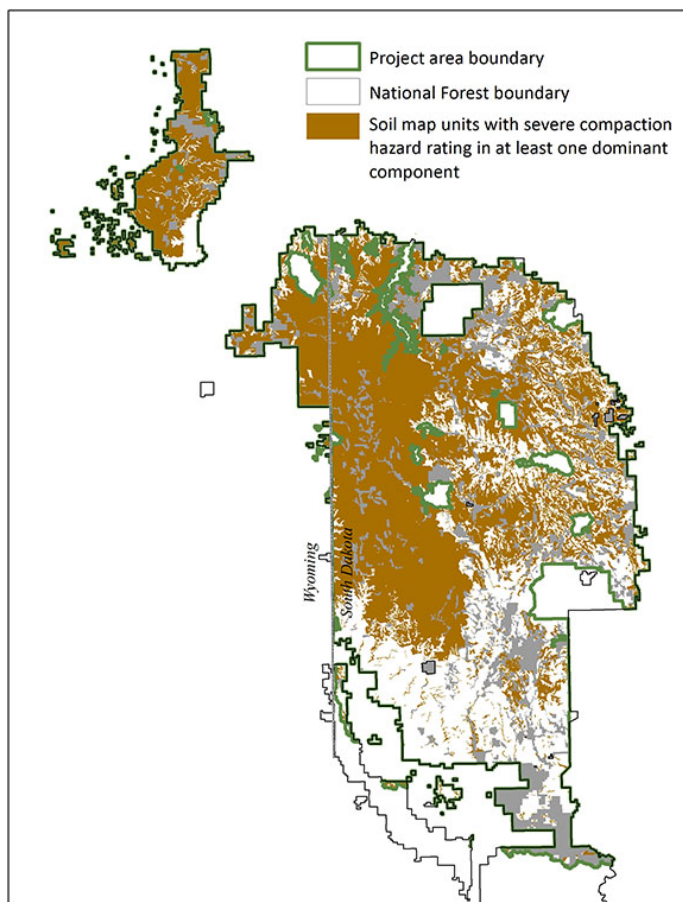 Project area boundary
National Forest boundary
Soil map units with severe compaction
hazard rating in at least one dominant
component
Wyoming
South Dakota